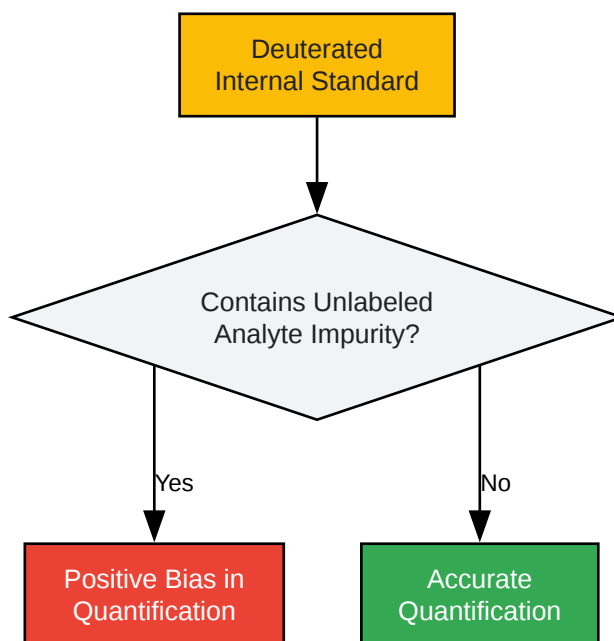 Deuterated
Internal Standard
Contains Unlabeled
Analyte Impurity?
Yes
No
Positive Bias in
Quantification
Accurate
Quantification